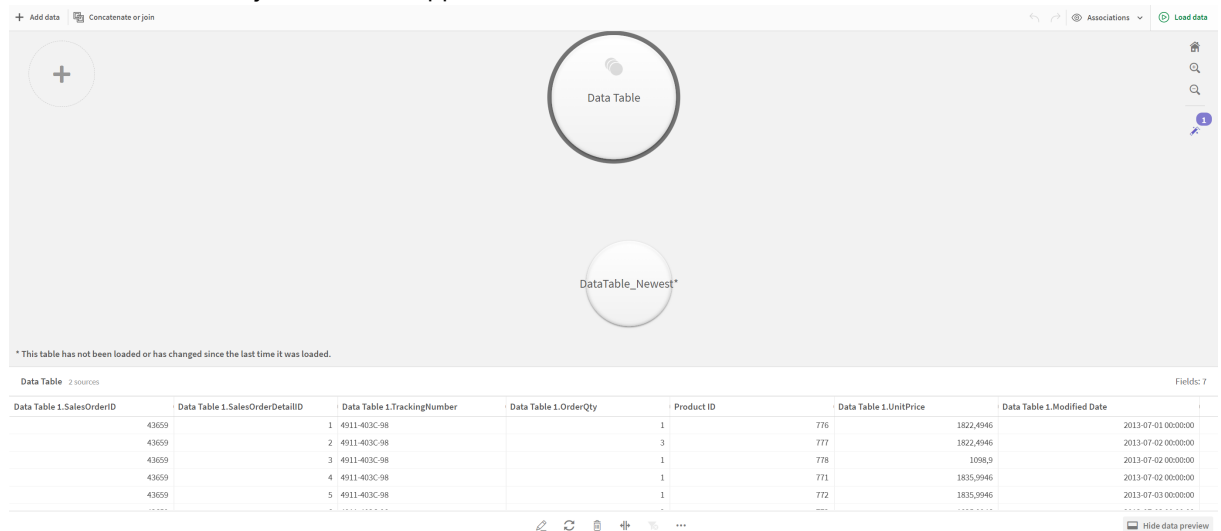 + Add data Concatenate or join Associations Load data
1
Data Table
DataTable_Newest*
* This table has not been loaded or has changed since the last time it was loaded.
Data Table 2 sources Fields: 7
Data Table 1.SalesOrderID Data Table 1.SalesOrderDetailID Data Table 1.TrackingNumber Data Table 1.OrderQty Product ID Data Table 1.UnitPrice Data Table 1.Modified Date
43659 1 4911-403C-98 1 776 1822,4946 2013-07-01 00:00:00
43659 2 4911-403C-98 3 777 1822,4946 2013-07-02 00:00:00
43659 3 4911-403C-98 1 778 1098,9 2013-07-02 00:00:00
43659 4 4911-403C-98 1 771 1835,9946 2013-07-02 00:00:00
43659 5 4911-403C-98 1 772 1835,9946 2013-07-03 00:00:00
Hide data preview